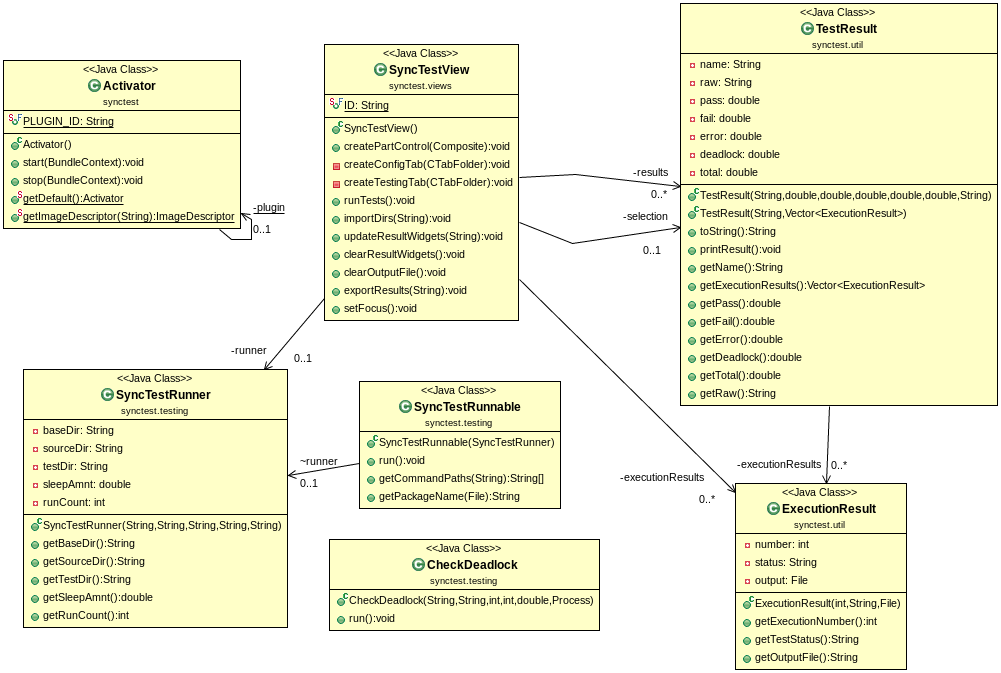 <<Java Class>>
Activator
synctest
PLUGIN_ID: String
Activator()
start(BundleContext):void
stop(BundleContext):void
getDefault():Activator
getImageDescriptor(String):ImageDescriptor
-plugin
0..1
<<Java Class>>
SyncTestView
synctest.views
ID: String
SyncTestView()
createPartControl(Composite):void
createConfigTab(CTabFolder):void
createTestingTab(CTabFolder):void
runTests():void
importDirs(String):void
updateResultWidgets(String):void
clearResultWidgets():void
clearOutputFile():void
exportResults(String):void
setFocus():void
-results
0..*
-selection
0..1
<<Java Class>>
TestResult
synctest.util
name: String
raw: String
pass: double
fail: double
error: double
deadlock: double
total: double
TestResult(String,double,double,double,double,double,String)
TestResult(String,Vector<ExecutionResult>)
toString():String
printResult():void
getName():String
getExecutionResults():Vector<ExecutionResult>
getPass():double
getFail():double
getError():double
getDeadlock():double
getTotal():double
getRaw():String
-runner
0..1
<<Java Class>>
SyncTestRunner
synctest.testing
baseDir: String
sourceDir: String
testDir: String
sleepAmnt: double
runCount: int
SyncTestRunner(String,String,String,String,String)
getBaseDir():String
getSourceDir():String
getTestDir():String
getSleepAmnt():double
getRunCount():int
~runner
0..1
<<Java Class>>
SyncTestRunnable
synctest.testing
SyncTestRunnable(SyncTestRunner)
run():void
getCommandPaths(String):String[]
getPackageName(File):String
<<Java Class>>
CheckDeadlock
synctest.testing
CheckDeadlock(String,String,int,int,double,Process)
run():void
-executionResults
0..*
-executionResults
0..*
<<Java Class>>
ExecutionResult
synctest.util
number: int
status: String
output: File
ExecutionResult(int,String,File)
getExecutionNumber():int
getTestStatus():String
getOutputFile():String